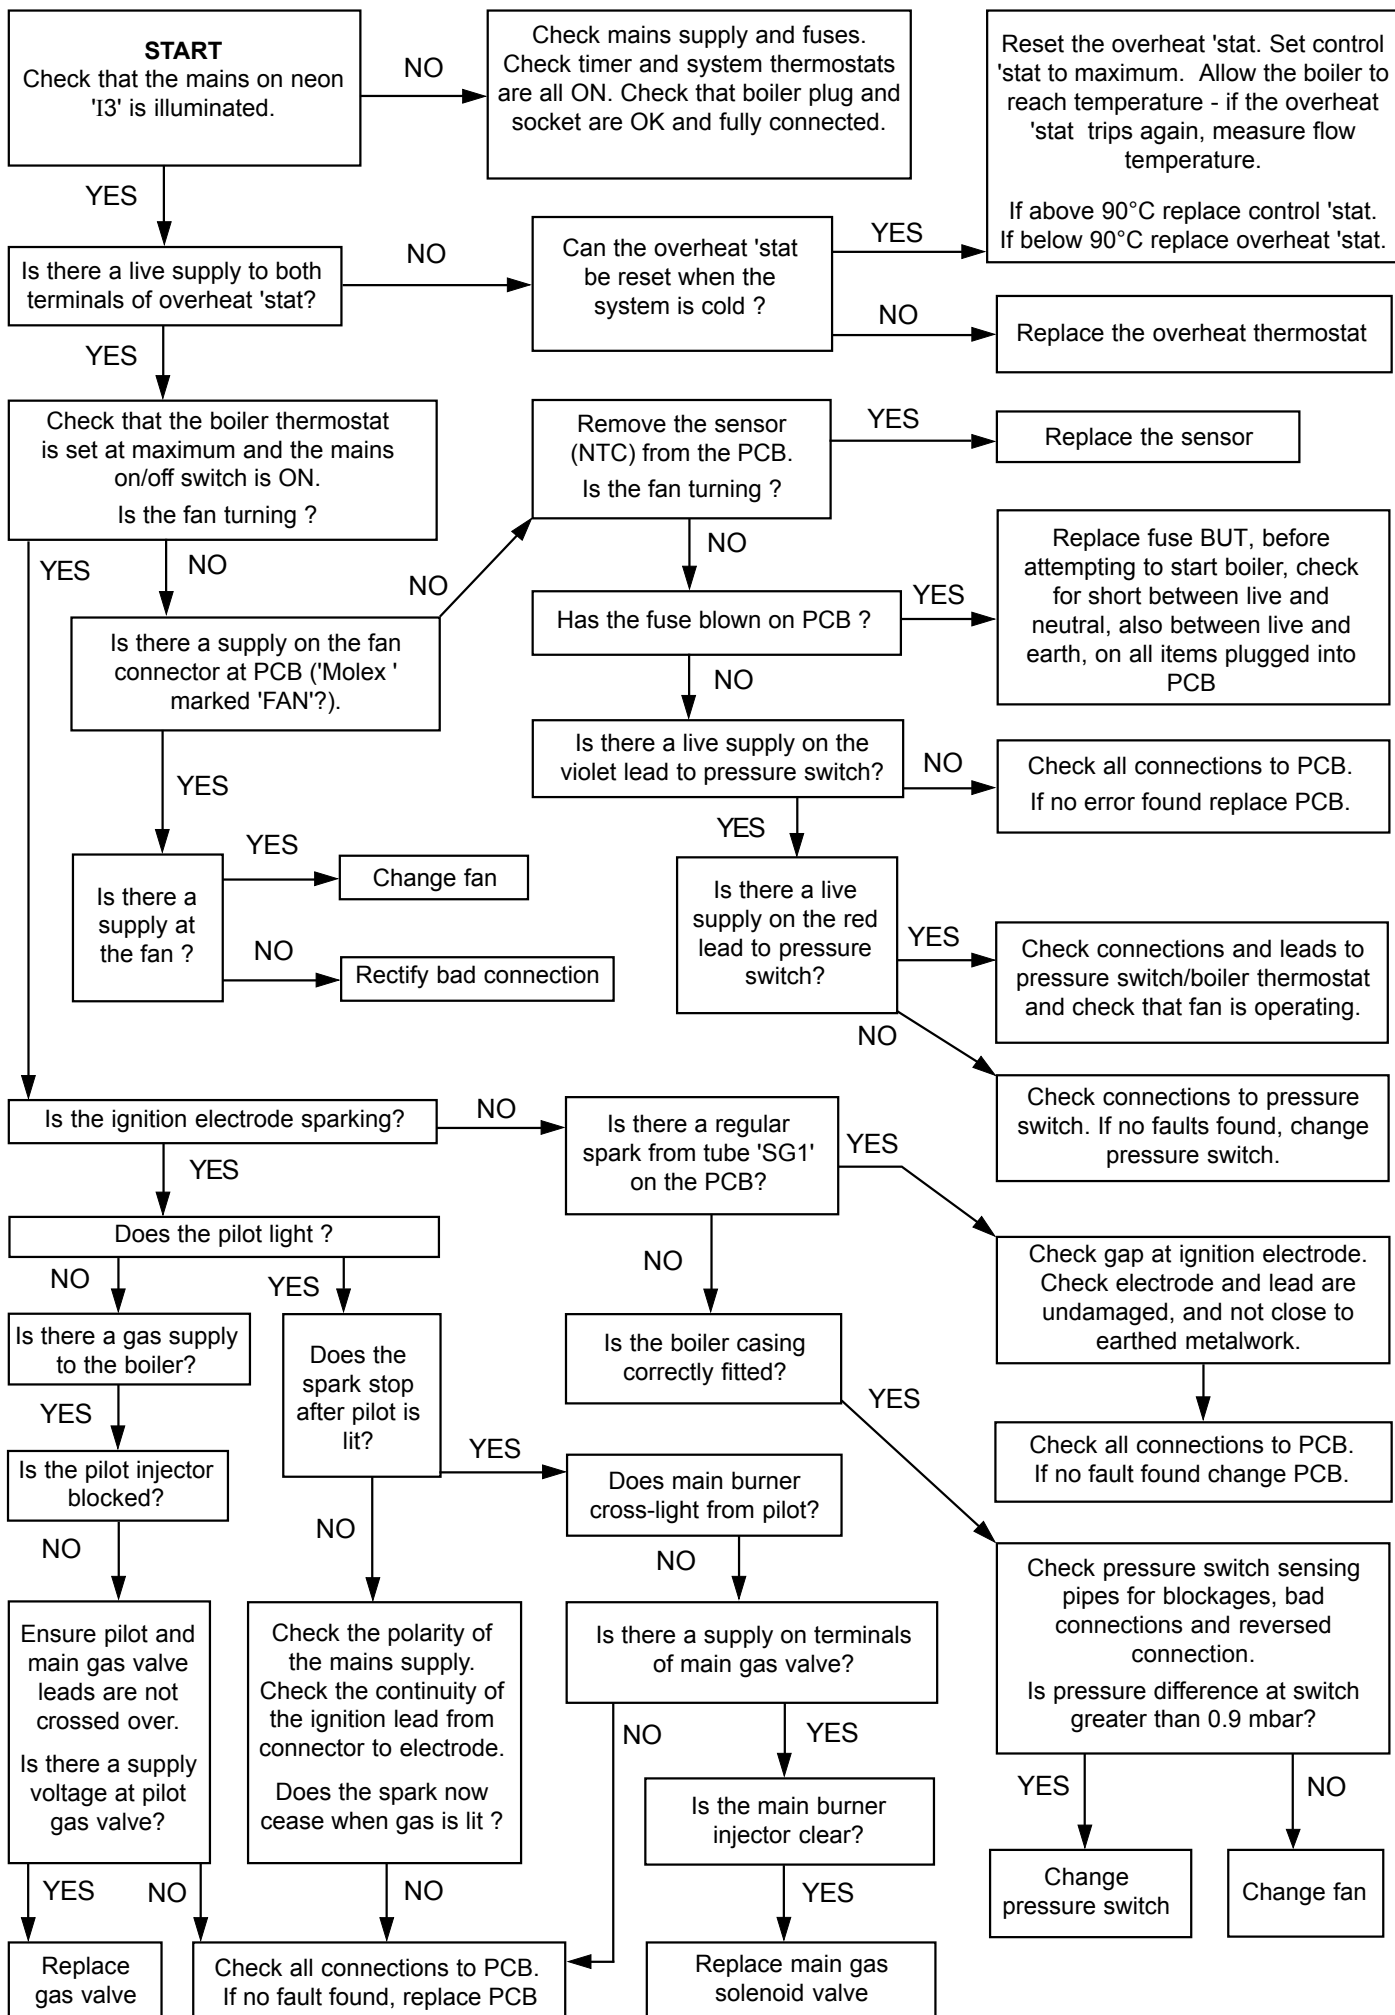 START
Check that the mains on neon
'I3' is illuminated.
NO
Check mains supply and fuses.
Check timer and system thermostats
are all ON. Check that boiler plug and
socket are OK and fully connected.
Reset the overheat 'stat. Set control
'stat to maximum.  Allow the boiler to
reach temperature - if the overheat
'stat  trips again, measure flow
temperature.
If above 90°C replace control 'stat.
If below 90°C replace overheat 'stat.
YES
Is there a live supply to both
terminals of overheat 'stat?
NO
Can the overheat 'stat
be reset when the
system is cold ?
YES
NO
Replace the overheat thermostat
YES
Check that the boiler thermostat
is set at maximum and the mains
on/off switch is ON.
Is the fan turning ?
Remove the sensor
(NTC) from the PCB.
Is the fan turning ?
YES
Replace the sensor
YES
NO
NO
NO
Is there a supply on the fan
connector at PCB ('Molex '
marked 'FAN'?).
Has the fuse blown on PCB ?
YES
Replace fuse BUT, before
attempting to start boiler, check
for short between live and
neutral, also between live and
earth, on all items plugged into
PCB
NO
Is there a live supply on the
violet lead to pressure switch?
NO
Check all connections to PCB.
If no error found replace PCB.
YES
YES
Is there a
supply at
the fan ?
YES
Change fan
NO
Rectify bad connection
Is there a live
supply on the red
lead to pressure
switch?
YES
Check connections and leads to
pressure switch/boiler thermostat
and check that fan is operating.
NO
Check connections to pressure
switch. If no faults found, change
pressure switch.
Is the ignition electrode sparking?
NO
Is there a regular
spark from tube 'SG1'
on the PCB?
YES
YES
Does the pilot light ?
NO
Check gap at ignition electrode.
Check electrode and lead are
undamaged, and not close to
earthed metalwork.
NO
YES
Is there a gas supply
to the boiler?
Does the
spark stop
after pilot is
lit?
Is the boiler casing
correctly fitted?
YES
YES
Check all connections to PCB.
If no fault found change PCB.
Is the pilot injector
blocked?
YES
Does main burner
cross-light from pilot?
NO
NO
NO
Check pressure switch sensing
pipes for blockages, bad
connections and reversed
connection.
Is pressure difference at switch
greater than 0.9 mbar?
Ensure pilot and
main gas valve
leads are not
crossed over.
Is there a supply
voltage at pilot
gas valve?
Check the polarity of
the mains supply.
Check the continuity of
the ignition lead from
connector to electrode.
Does the spark now
cease when gas is lit ?
Is there a supply on terminals
of main gas valve?
NO
YES
YES
NO
Is the main burner
injector clear?
Change
pressure switch
Change fan
YES
NO
NO
YES
Replace
gas valve
Check all connections to PCB.
If no fault found, replace PCB
Replace main gas
solenoid valve